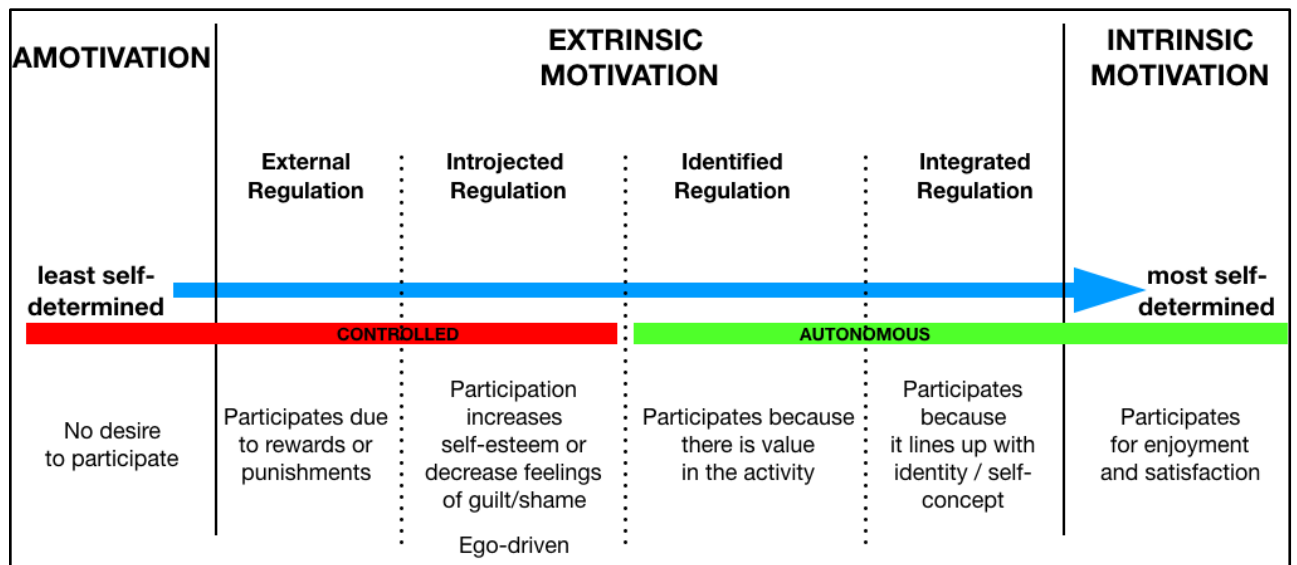 AMOTIVATION
EXTRINSIC
MOTIVATION
INTRINSIC
MOTIVATION
External
Regulation
Introjected
Regulation
Identified
Regulation
Integrated
Regulation
least self-
determined
most self-
determined
CONTROLLED
AUTONOMOUS
No desire
to participate
Participates due
to rewards or
punishments
Participation
increases
self-esteem or
decrease feelings
of guilt/shame
Ego-driven
Participates because
there is value
in the activity
Participates
because
it lines up with
identity / self-
concept
Participates
for enjoyment
and satisfaction